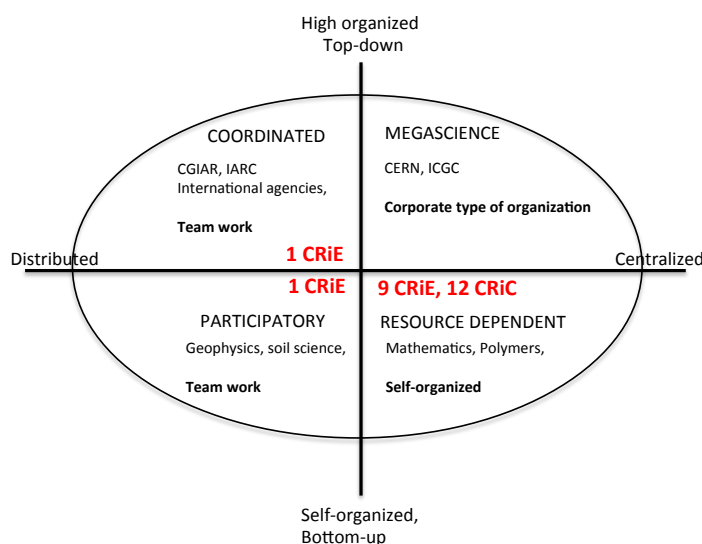 High organized
Top-down
COORDINATED
CGIAR, IARC
International agencies,
Team work
MEGASCIENCE
CERN, ICGC
Corporate type of organization
Distributed
1 CRiE
Centralized
1 CRiE
9 CRiE, 12 CRiC
PARTICIPATORY
Geophysics, soil science,
Team work
RESOURCE DEPENDENT
Mathematics, Polymers,
Self-organized
Self-organized,
Bottom-up